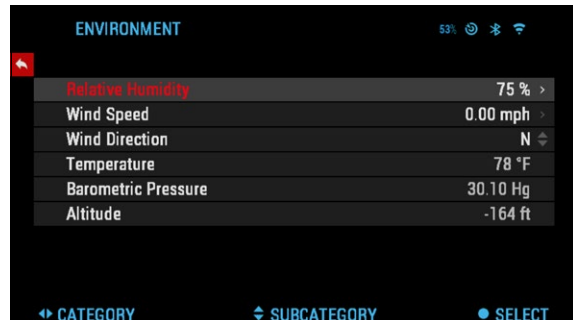 ENVIRONMENT 53%
Relative Humidity 75 % >
Wind Speed 0.00 mph >
Wind Direction N
Temperature 78 °F
Barometric Pressure 30.10 Hg
Altitude -164 ft
CATEGORY SUBCATEGORY SELECT